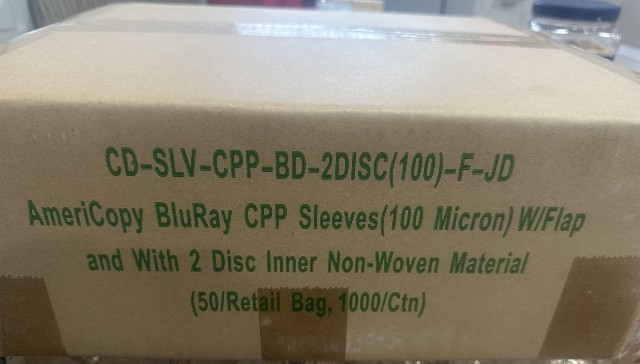 CD-SLV-CPP-BD-2DISC(100)-F-JD
AmeriCopy BluRay CPP Sleeves(100 Micron) W/Flap
and With 2 Disc Inner Non-Woven Material
(50/Retail Bag, 1000/Ctn)